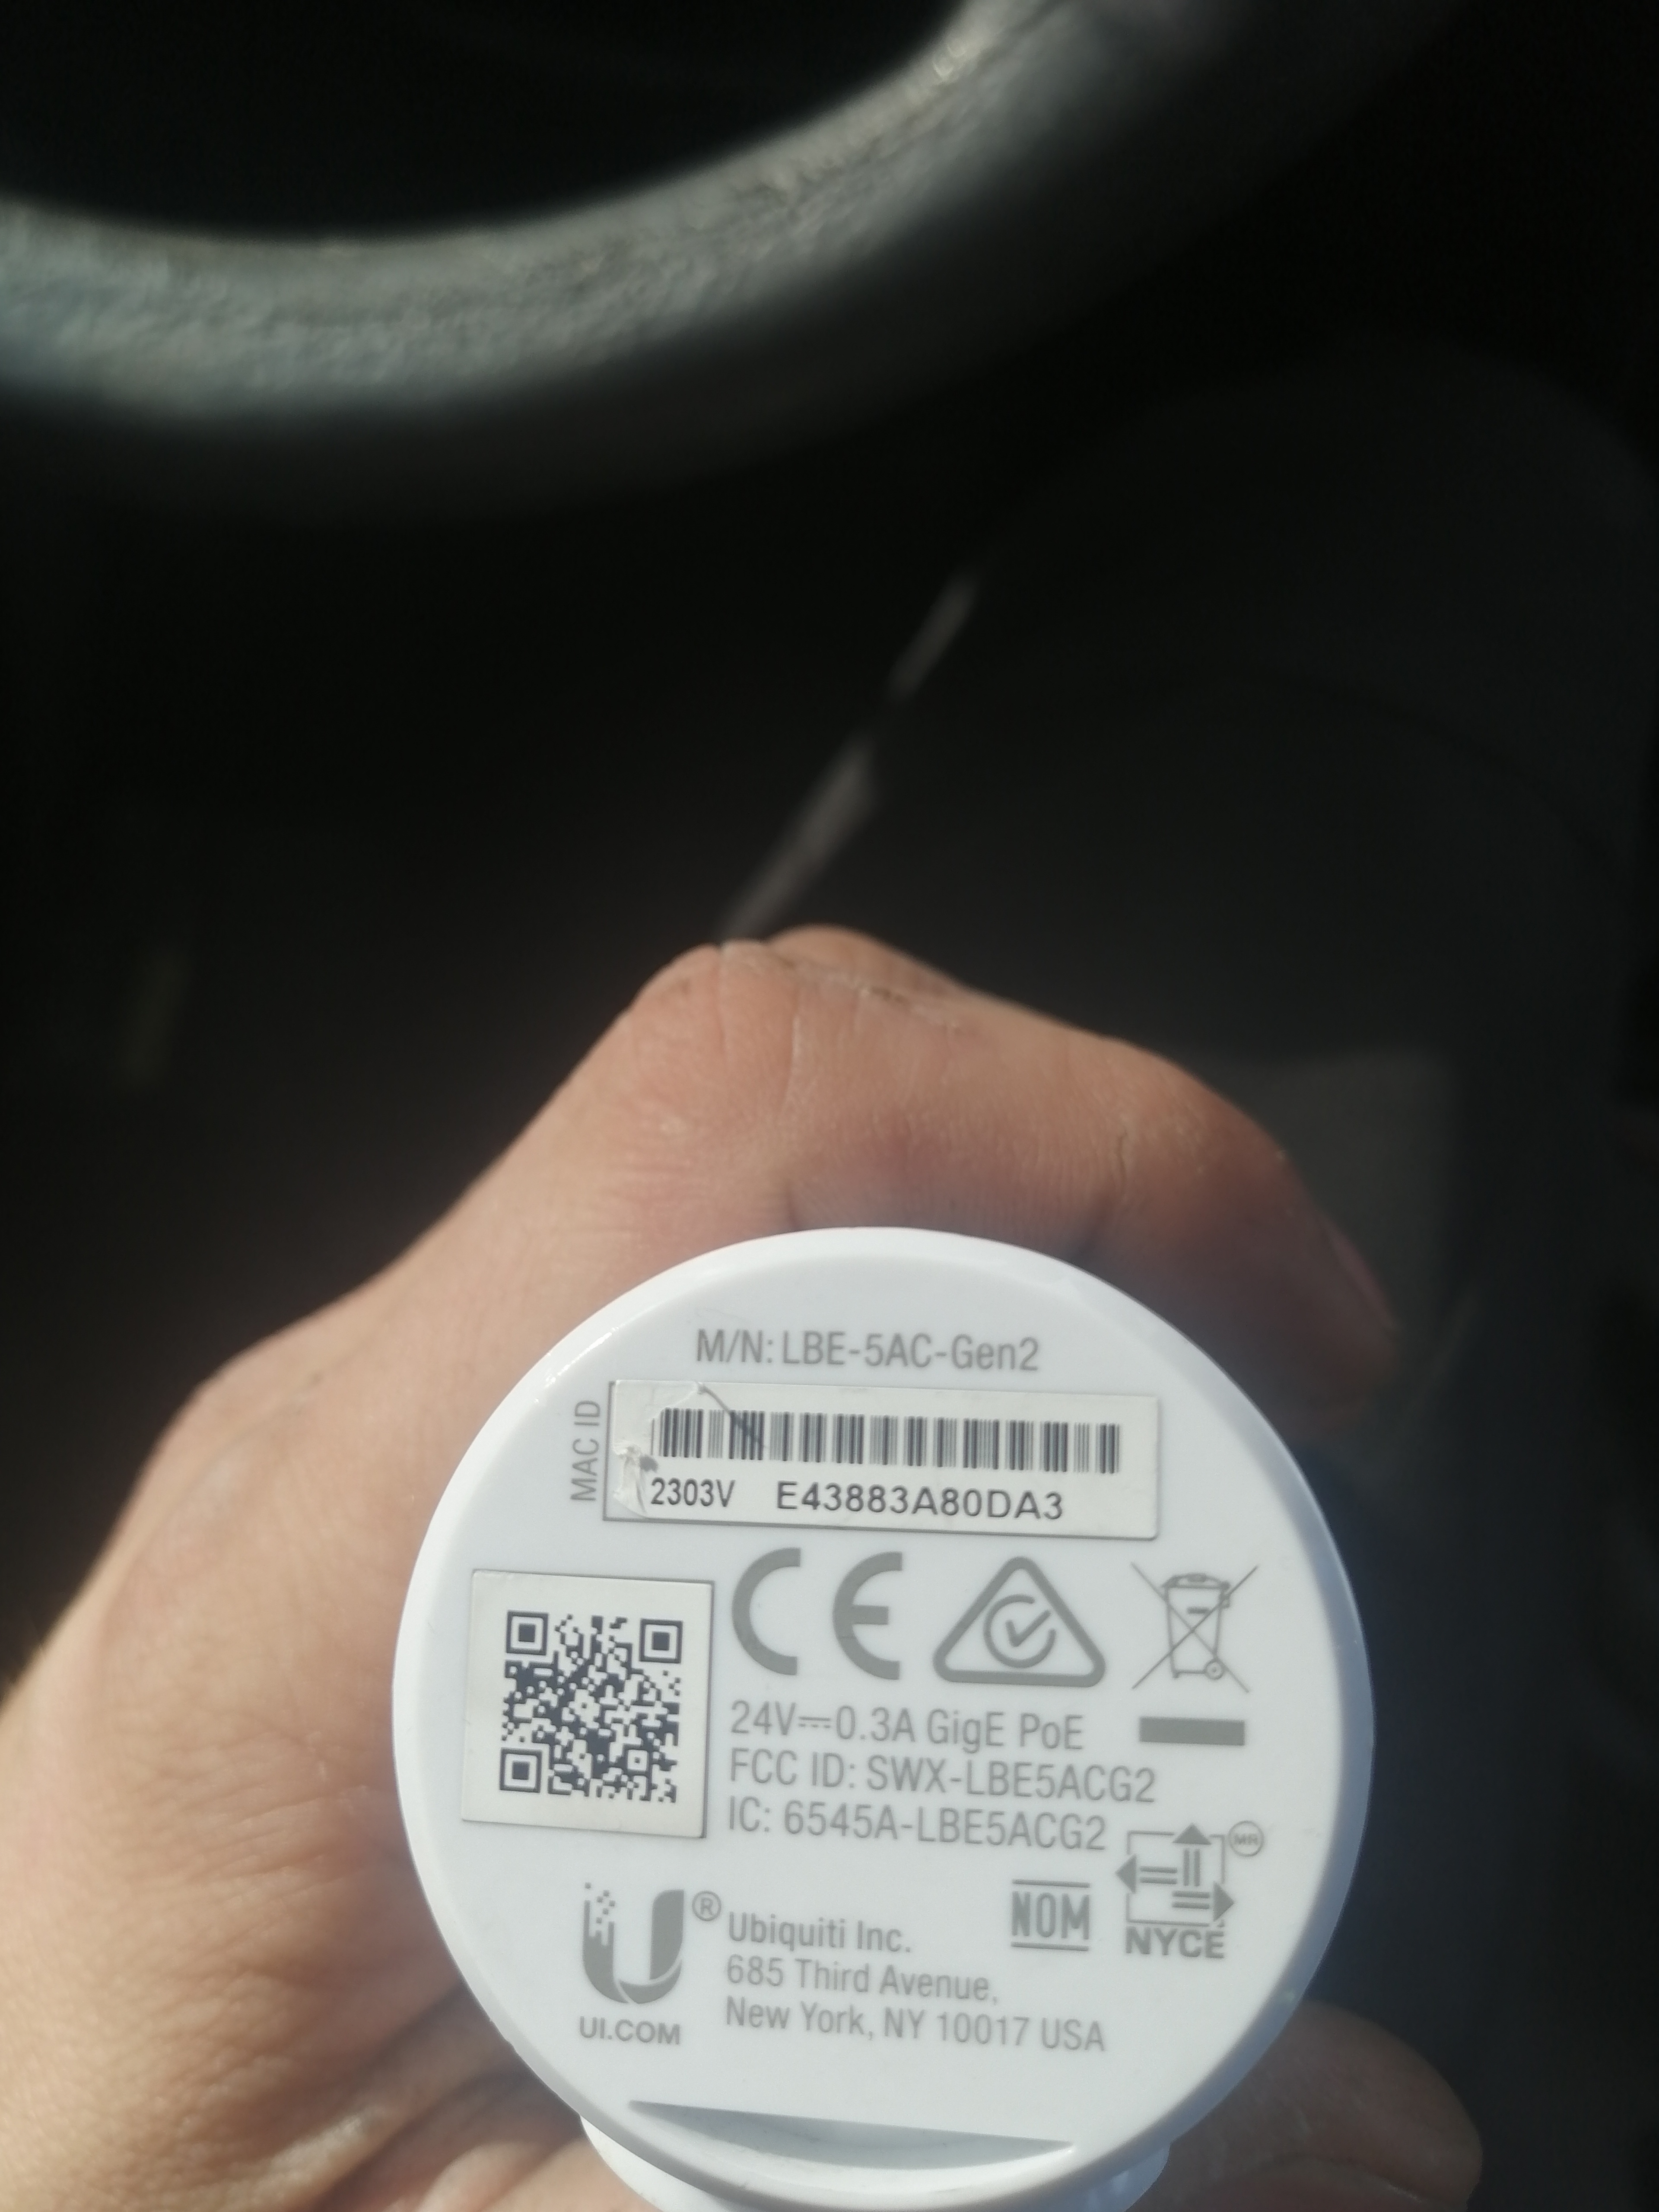 M/N: LBE-5AC-Gen2
MAC ID
2303V E43883A80DA3
CE
24V⎓0.3A GigE PoE
FCC ID: SWX-LBE5ACG2
IC: 6545A-LBE5ACG2
MR
NOM
NYCE
U®
UI.COM
Ubiquiti Inc.
685 Third Avenue,
New York, NY 10017 USA